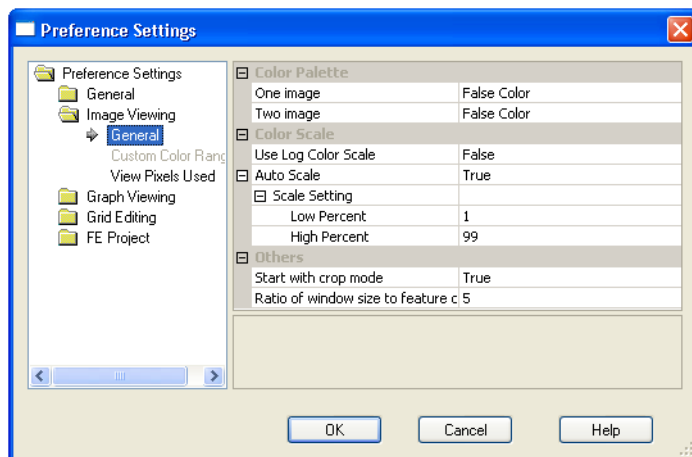 Preference Settings
Preference Settings
General
Image Viewing
General
Custom Color Rang
View Pixels Used
Graph Viewing
Grid Editing
FE Project
Color Palette
One image False Color
Two image False Color
Color Scale
Use Log Color Scale False
Auto Scale True
Scale Setting
Low Percent 1
High Percent 99
Others
Start with crop mode True
Ratio of window size to feature c 5
OK Cancel Help